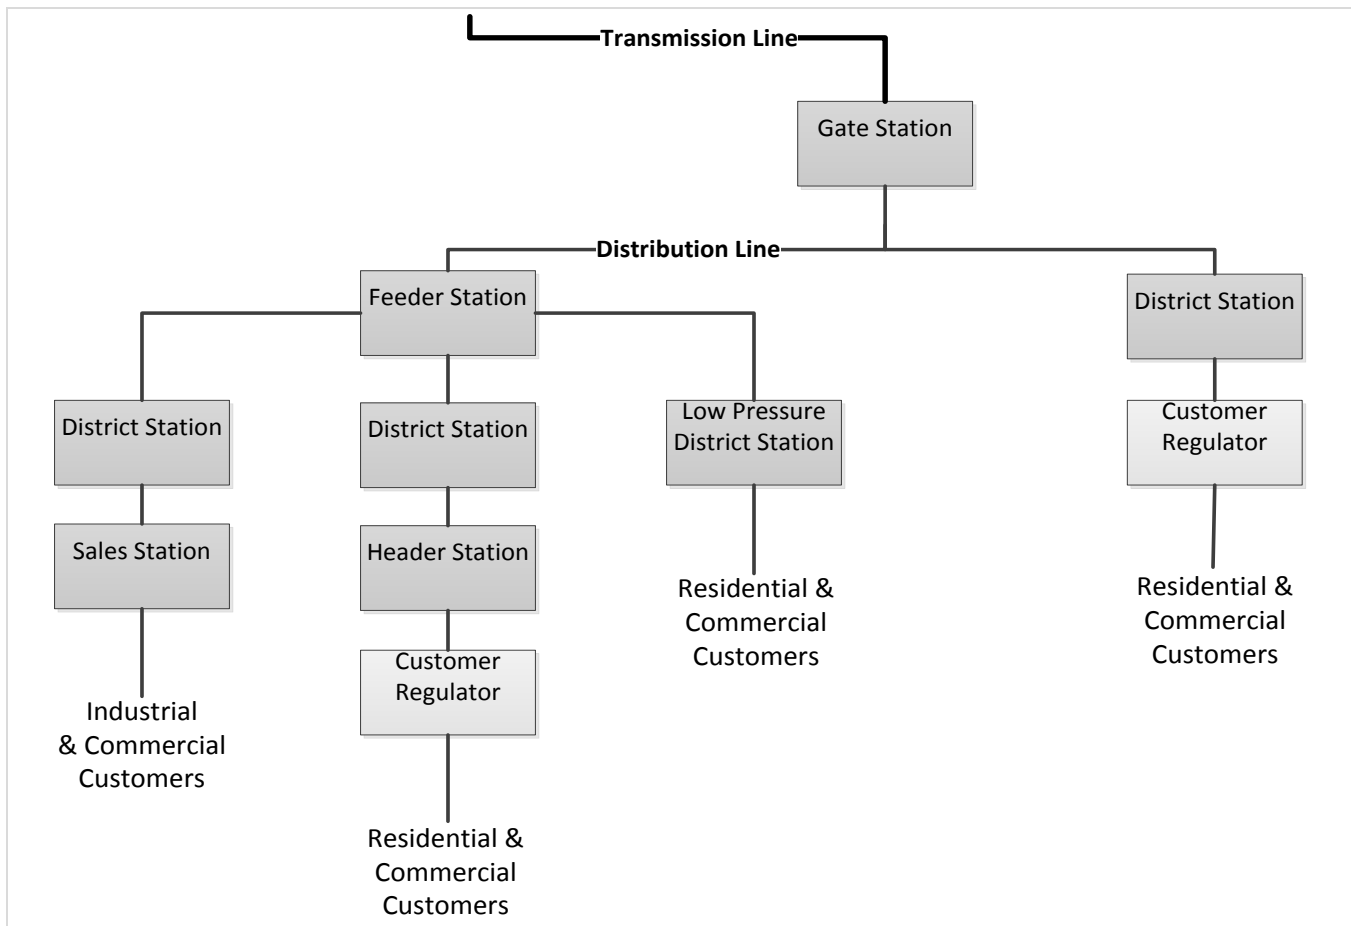 Transmission Line
Gate Station
Distribution Line
Feeder Station
District Station
District Station
District Station
Low Pressure
District Station
Customer
Regulator
Sales Station
Header Station
Residential &
Commercial
Customers
Residential &
Commercial
Customers
Customer
Regulator
Industrial
& Commercial
Customers
Residential &
Commercial
Customers